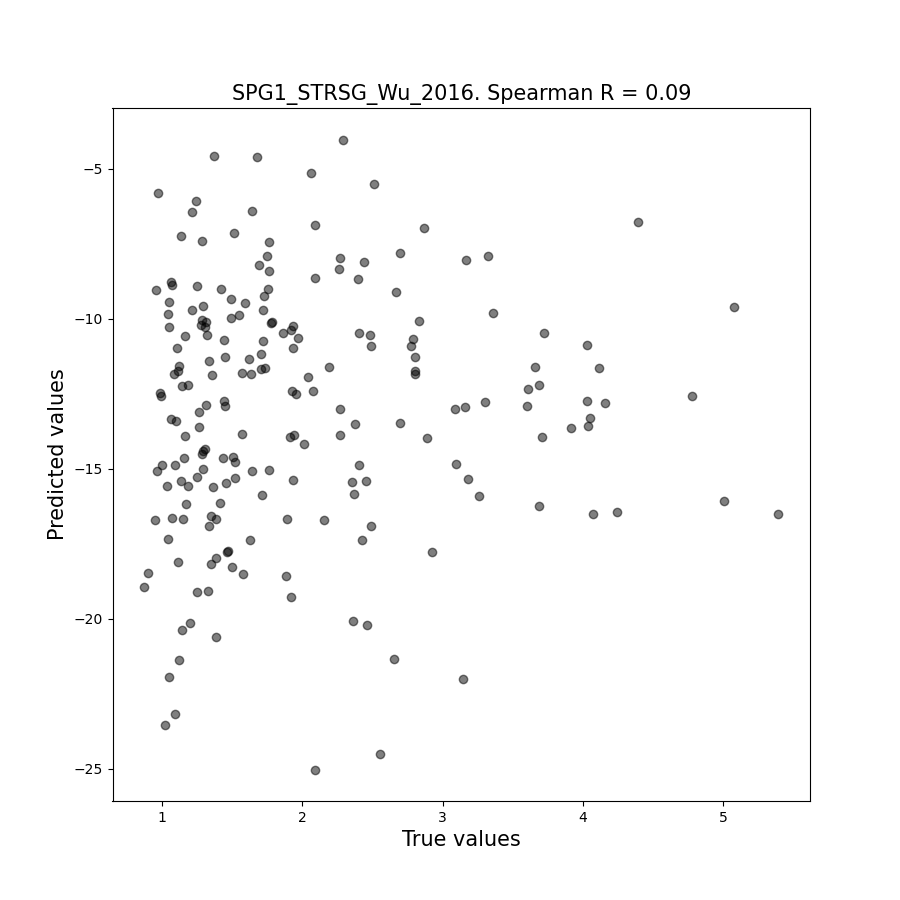 SPG1_STRSG_Wu_2016. Spearman R = 0.09
Predicted values
−5
−10
−15
−20
−25
1 2 3 4 5
True values